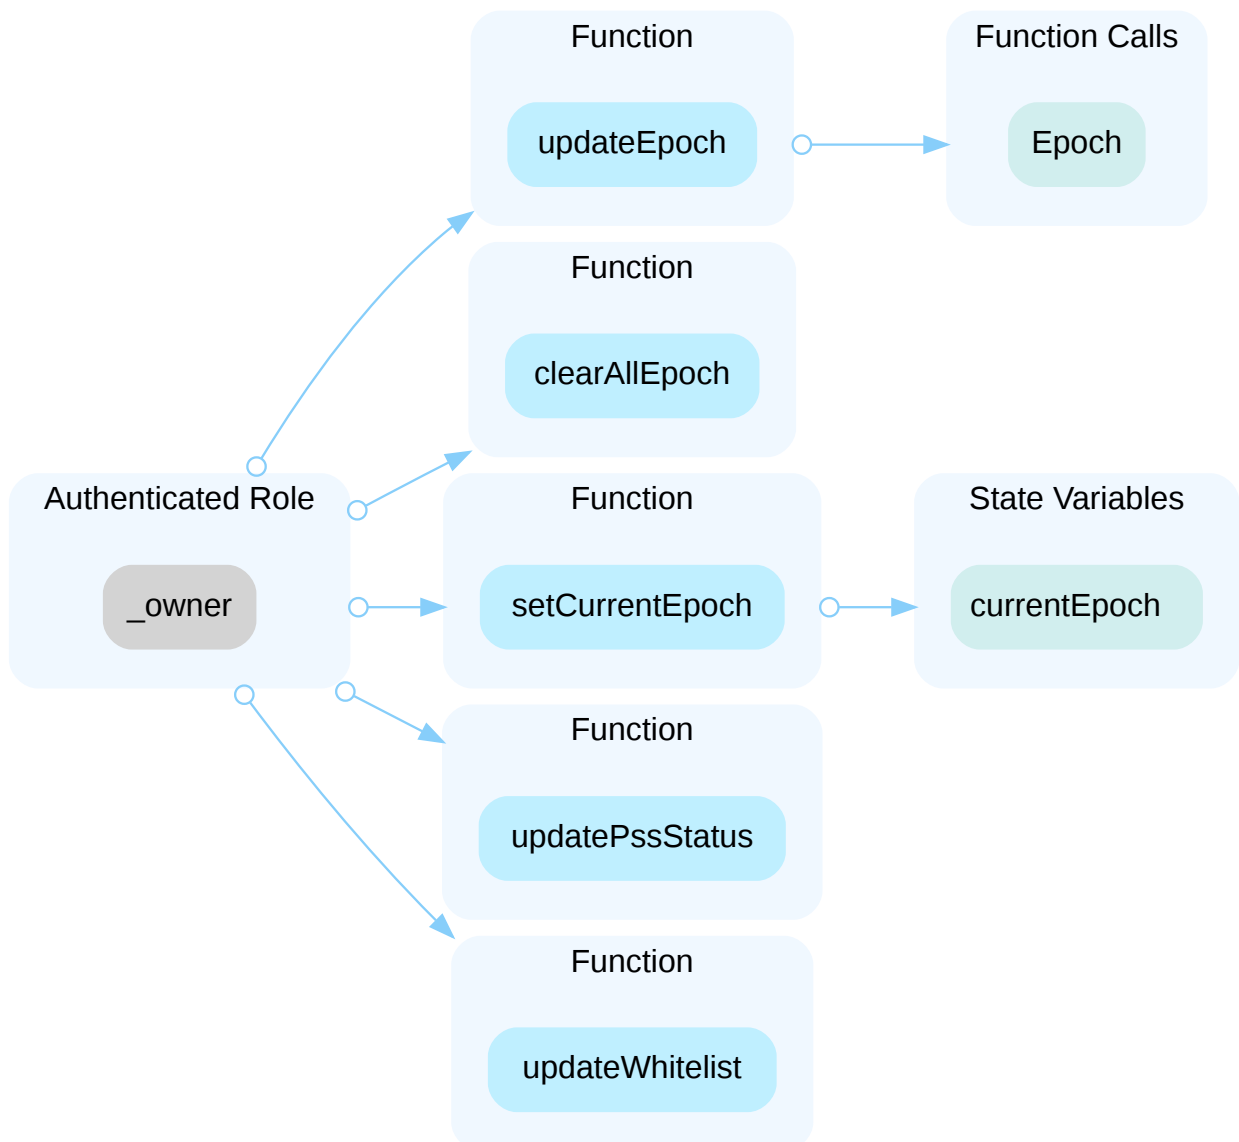 Function
updateEpoch
Function Calls
Epoch
Function
clearAllEpoch
Authenticated Role
_owner
Function
setCurrentEpoch
State Variables
currentEpoch
Function
updatePssStatus
Function
updateWhitelist